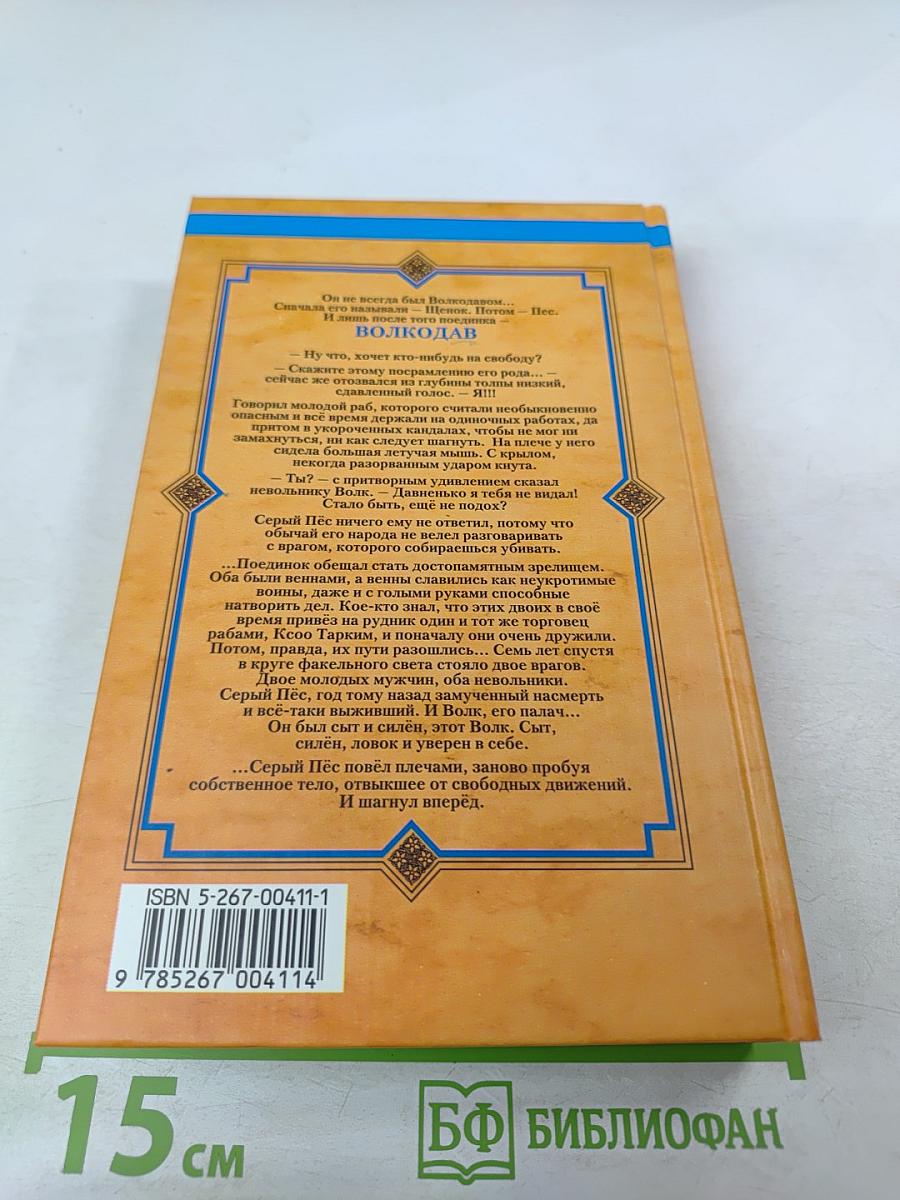 Он не всегда был Волкодавом...
Сначала его называли – Щенок. Потом – Пес.
И лишь после того поединка –
ВОЛКОДАВ
– Ну что, хочет кто-нибудь на свободу?
– Скажите этому посрамлению его рода... –
сейчас же отозвался из глубины толпы низкий,
сдавленный голос. – Я!!!
Говорил молодой раб, которого считали необыкновенно
опасным и всё время держали на одиночных работах, да
притом в укороченных кандалах, чтобы не мог ни
замахнуться, ни как следует шагнуть. На плече у него
сидела большая летучая мышь. С крылом,
некогда разорванным ударом кнута.
– Ты? – с притворным удивлением сказал
невольнику Волк. – Давненько я тебя не видал!
Стало быть, ещё не подох?
Серый Пёс ничего ему не ответил, потому что
обычай его народа не велел разговаривать
с врагом, которого собираешься убивать.
...Поединок обещал стать достопамятным зрелищем.
Оба были веннами, а венны славились как неукротимые
воины, даже и с голыми руками способные
натворить дел. Кое-кто знал, что этих двоих в своё
время привёз на рудник один и тот же торговец
рабами, Ксоо Тарким, и поначалу они очень дружили.
Потом, правда, их пути разошлись... Семь лет спустя
в круге факельного света стояло двое врагов.
Двое молодых мужчин, оба невольники.
Серый Пёс, год тому назад замученный насмерть
и всё-таки выживший. И Волк, его палач...
Он был сыт и силён, этот Волк. Сыт,
силён, ловок и уверен в себе.
...Серый Пёс повёл плечами, заново пробуя
собственное тело, отвыкшее от свободных движений.
И шагнул вперёд.
ISBN 5-267-00411-1
9 785267 004114
15 см
БФ БИБЛИОФАН